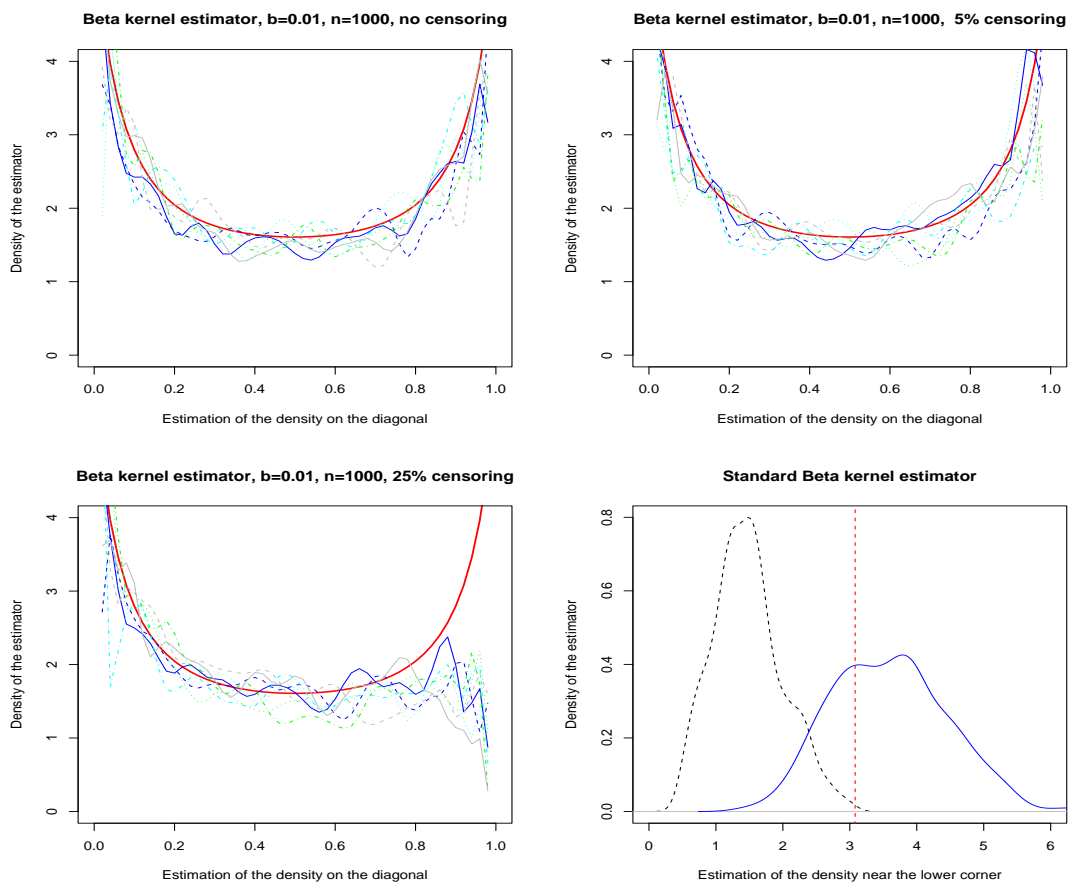 Beta kernel estimator, b=0.01, n=1000, no censoring
Density of the estimator
4
3
2
1
0
0.0 0.2 0.4 0.6 0.8 1.0
Estimation of the density on the diagonal
Beta kernel estimator, b=0.01, n=1000, 5% censoring
Density of the estimator
4
3
2
1
0
0.0 0.2 0.4 0.6 0.8 1.0
Estimation of the density on the diagonal
Beta kernel estimator, b=0.01, n=1000, 25% censoring
Density of the estimator
4
3
2
1
0
0.0 0.2 0.4 0.6 0.8 1.0
Estimation of the density on the diagonal
Standard Beta kernel estimator
Density of the estimator
0.8
0.6
0.4
0.2
0.0
0 1 2 3 4 5 6
Estimation of the density near the lower corner